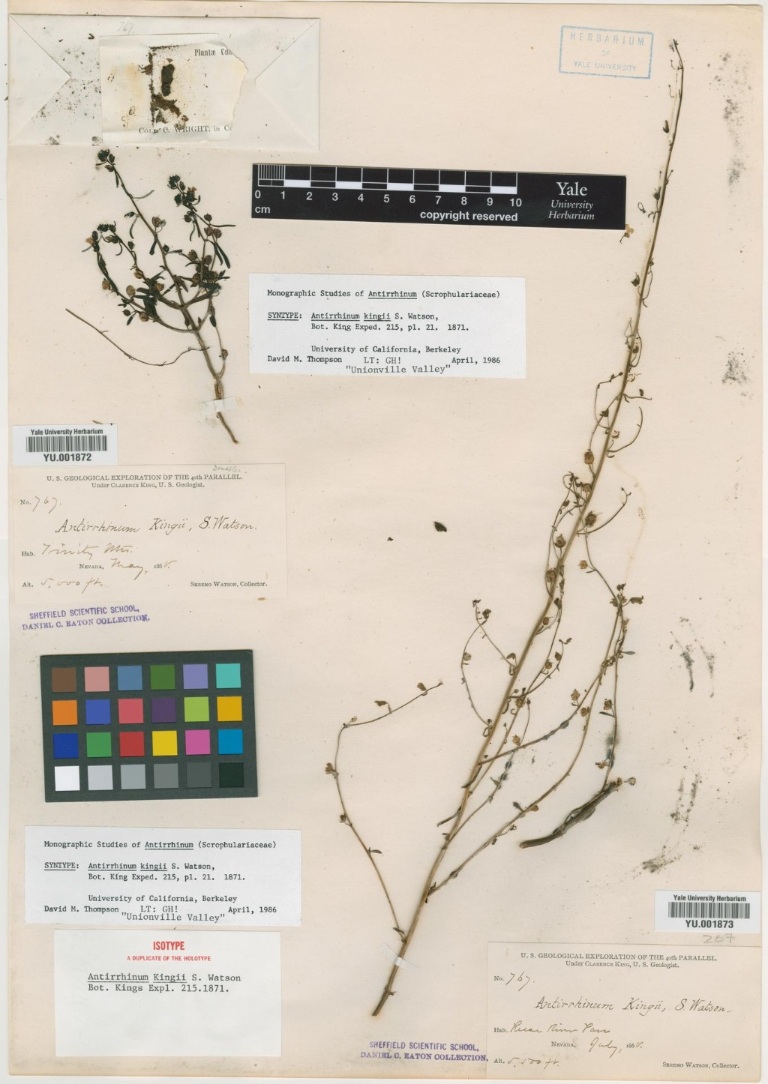 HERBARIUM
OF
YALE UNIVERSITY
Plantæ
C. WRIGHT,
0 1 2 3 4 5 6 7 8 9 10
cm
copyright reserved
Yale
University
Herbarium
Monographic Studies of Antirrhinum (Scrophulariaceae)
SYNTYPE: Antirrhinum kingii S. Watson,
Bot. King Exped. 215, pl. 21. 1871.
University of California, Berkeley
David M. Thompson LT: GH! April, 1986
"Unionville Valley"
Yale University Herbarium
YU.001872
U. S. GEOLOGICAL EXPLORATION OF THE 40th PARALLEL.
Under CLARENCE KING, U. S. Geologist.
No. 767.
Antirrhinum Kingii, S. Watson.
Hab. Trinity Mts.
NEVADA, May, 1868.
Alt. 5,000 ft.
SERENO WATSON, Collector.
SHEFFIELD SCIENTIFIC SCHOOL,
DANIEL C. EATON COLLECTION.
Monographic Studies of Antirrhinum (Scrophulariaceae)
SYNTYPE: Antirrhinum kingii S. Watson,
Bot. King Exped. 215, pl. 21. 1871.
University of California, Berkeley
David M. Thompson LT: GH! April, 1986
"Unionville Valley"
ISOTYPE
A DUPLICATE OF THE HOLOTYPE
Antirrhinum Kingii S. Watson
Bot. Kings Expl. 215.1871.
Yale University Herbarium
YU.001873
U. S. GEOLOGICAL EXPLORATION OF THE 40th PARALLEL.
Under CLARENCE KING, U. S. Geologist.
No. 767.
Antirrhinum Kingii, S. Watson.
Hab.
NEVADA, July, 1868.
Alt. 5,500 ft.
SERENO WATSON, Collector.
SHEFFIELD SCIENTIFIC SCHOOL,
DANIEL C. EATON COLLECTION.